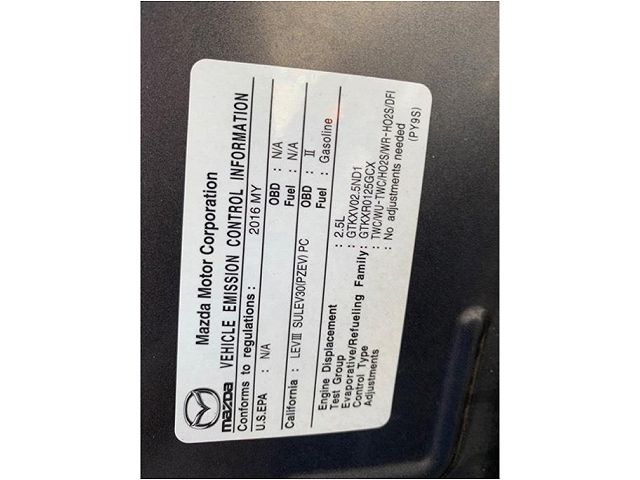 Mazda Motor Corporation
mazda VEHICLE EMISSION CONTROL INFORMATION
Conforms to regulations: 2016 MY
U.S.EPA : N/A OBD : N/A
Fuel : N/A
California : LEVⅢ SULEV30(PZEV) PC OBD : Ⅱ
Fuel : Gasoline
Engine Displacement : 2.5L
Test Group : GTKXV02.5ND1
Evaporative/Refueling Family: GTKXR0125GCX
Control Type : TWC/WU-TWC/HO2S/WR-HO2S/DFI
Adjustments : No adjustments needed
(PY9S)